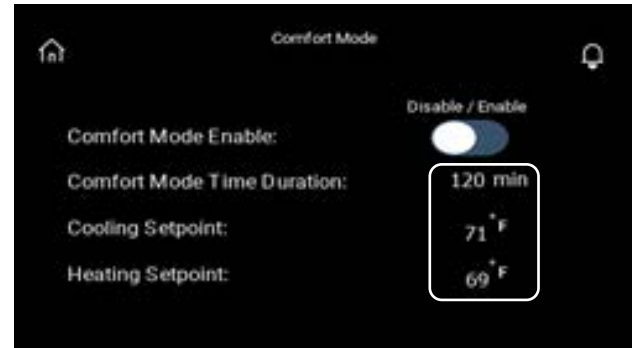 Comfort Mode
Disable / Enable
Comfort Mode Enable:
Comfort Mode Time Duration: 120 min
Cooling Setpoint: 71°F
Heating Setpoint: 69°F